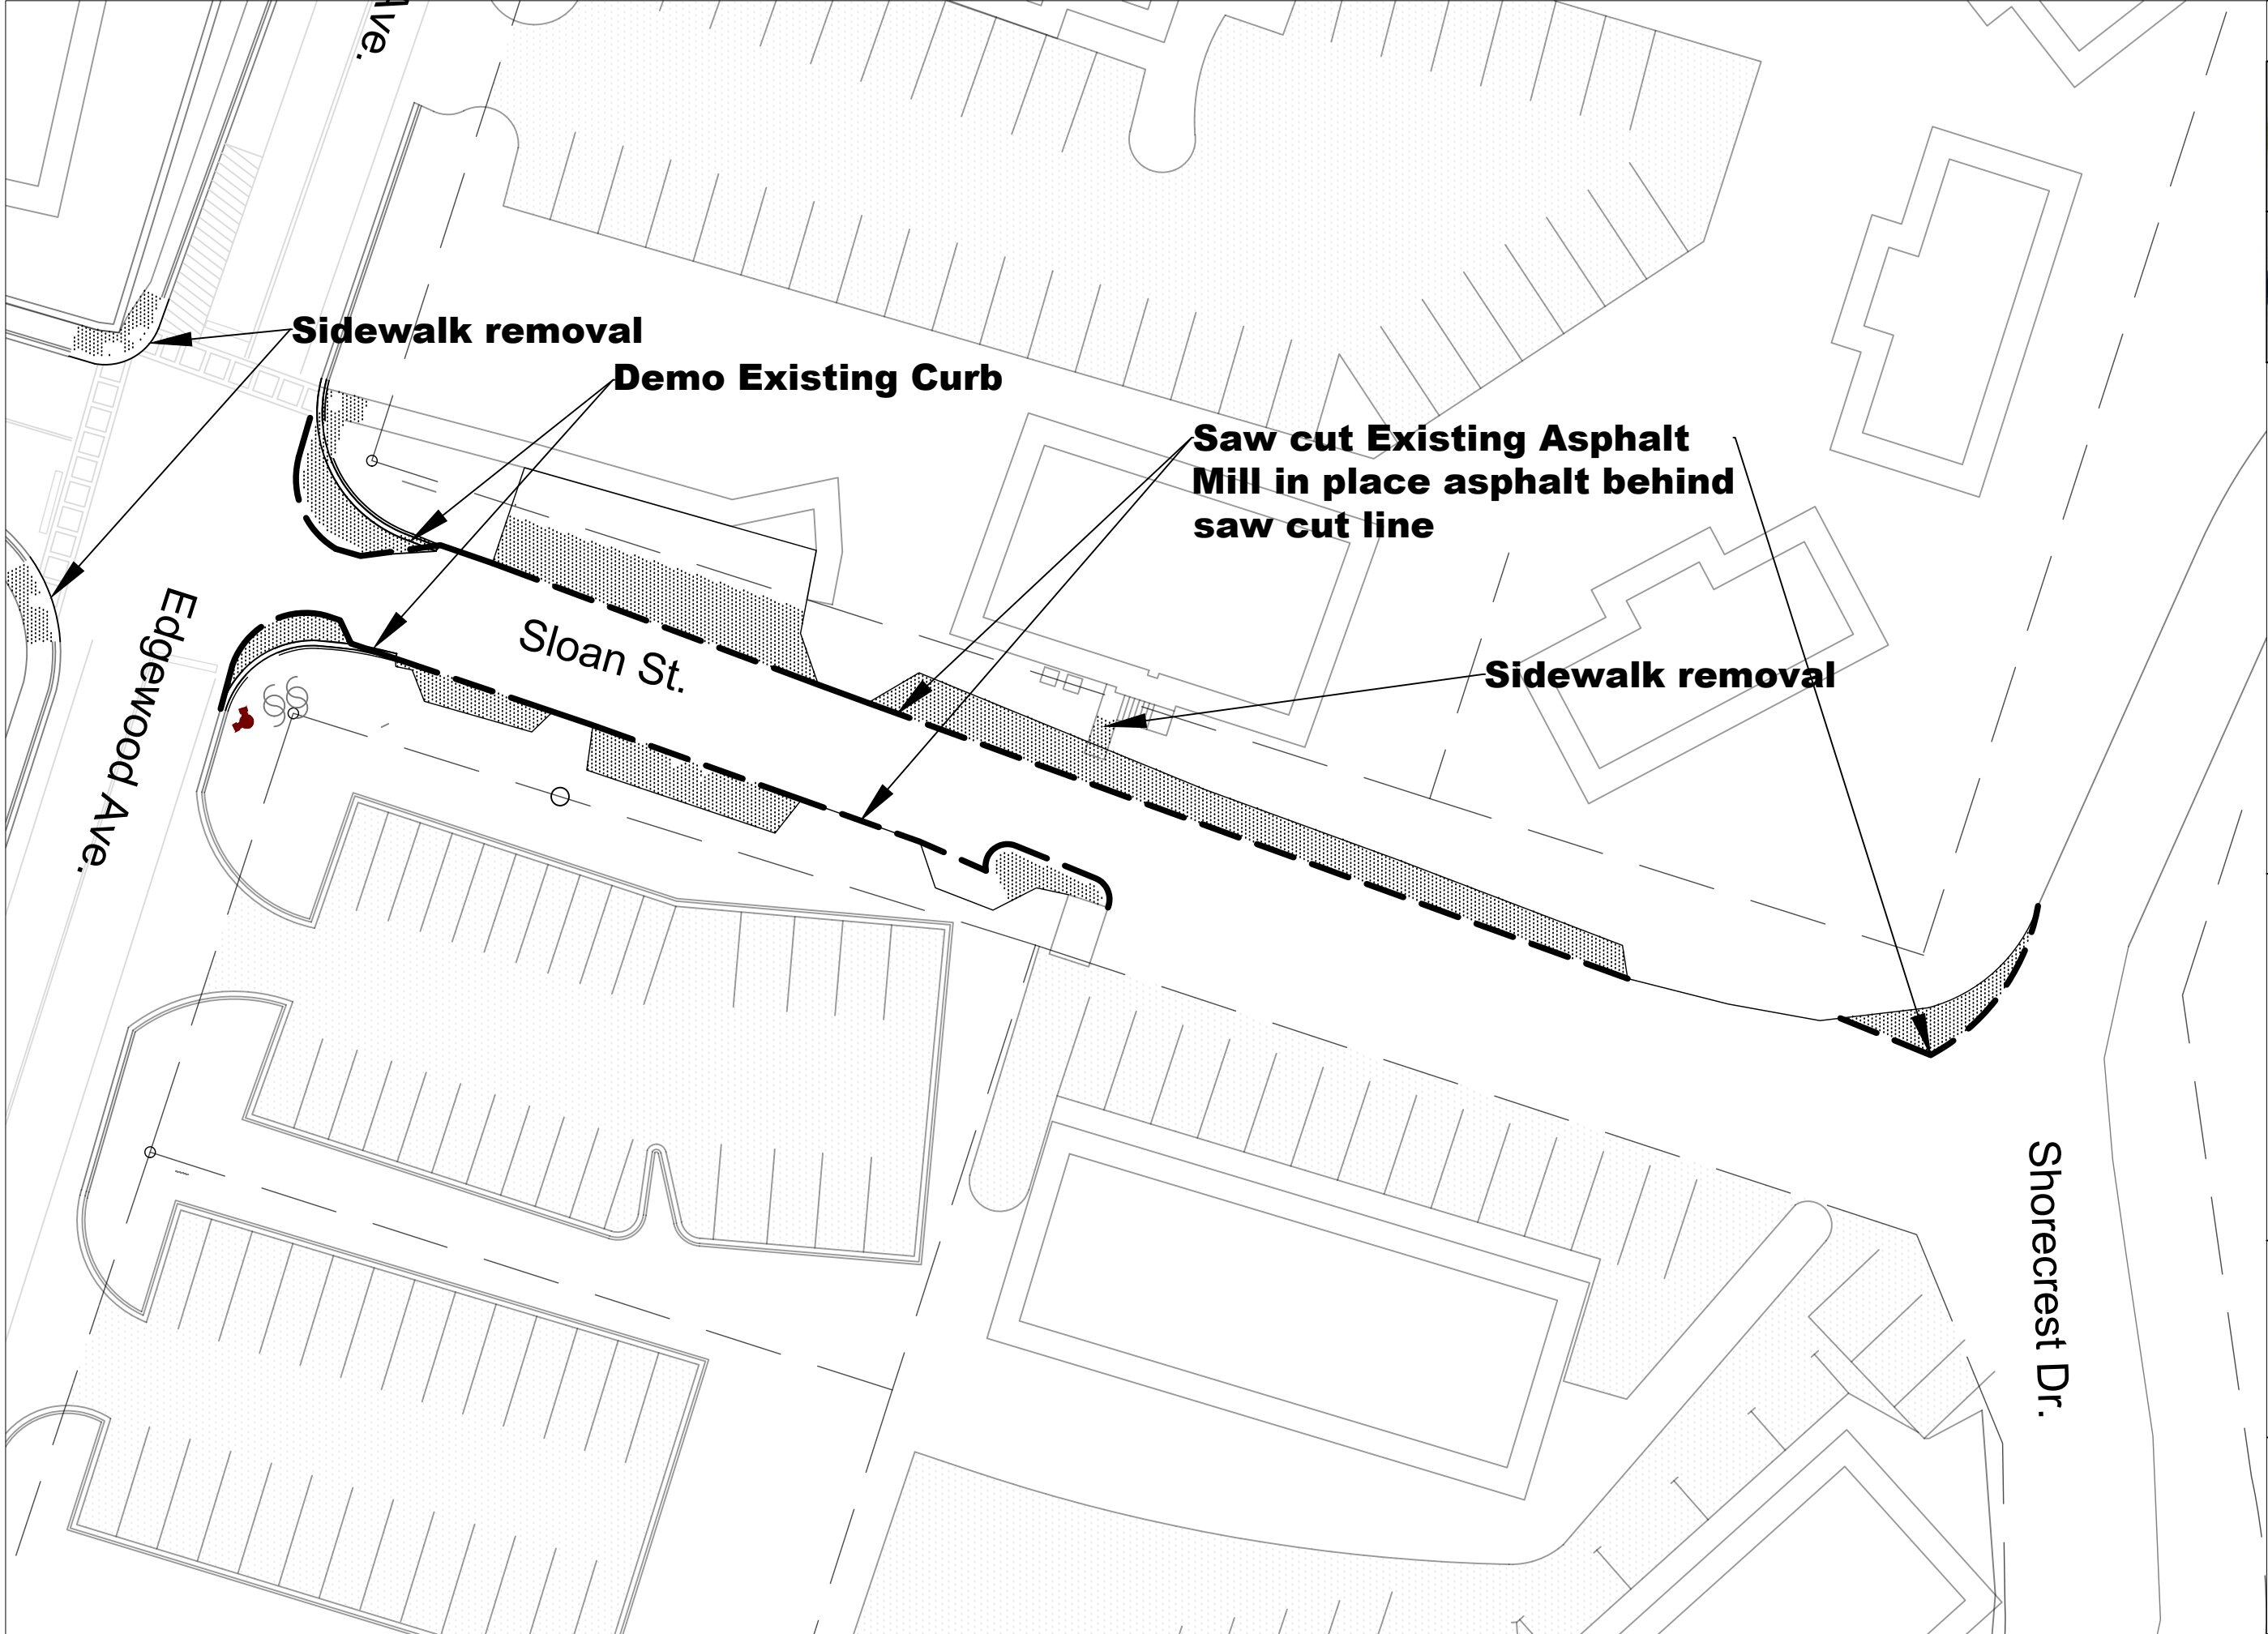 Ave.
Sidewalk removal
Demo Existing Curb
Saw cut Existing Asphalt
Mill in place asphalt behind
saw cut line
Sloan St.
Sidewalk removal
Edgewood Ave.
Shorecrest Dr.